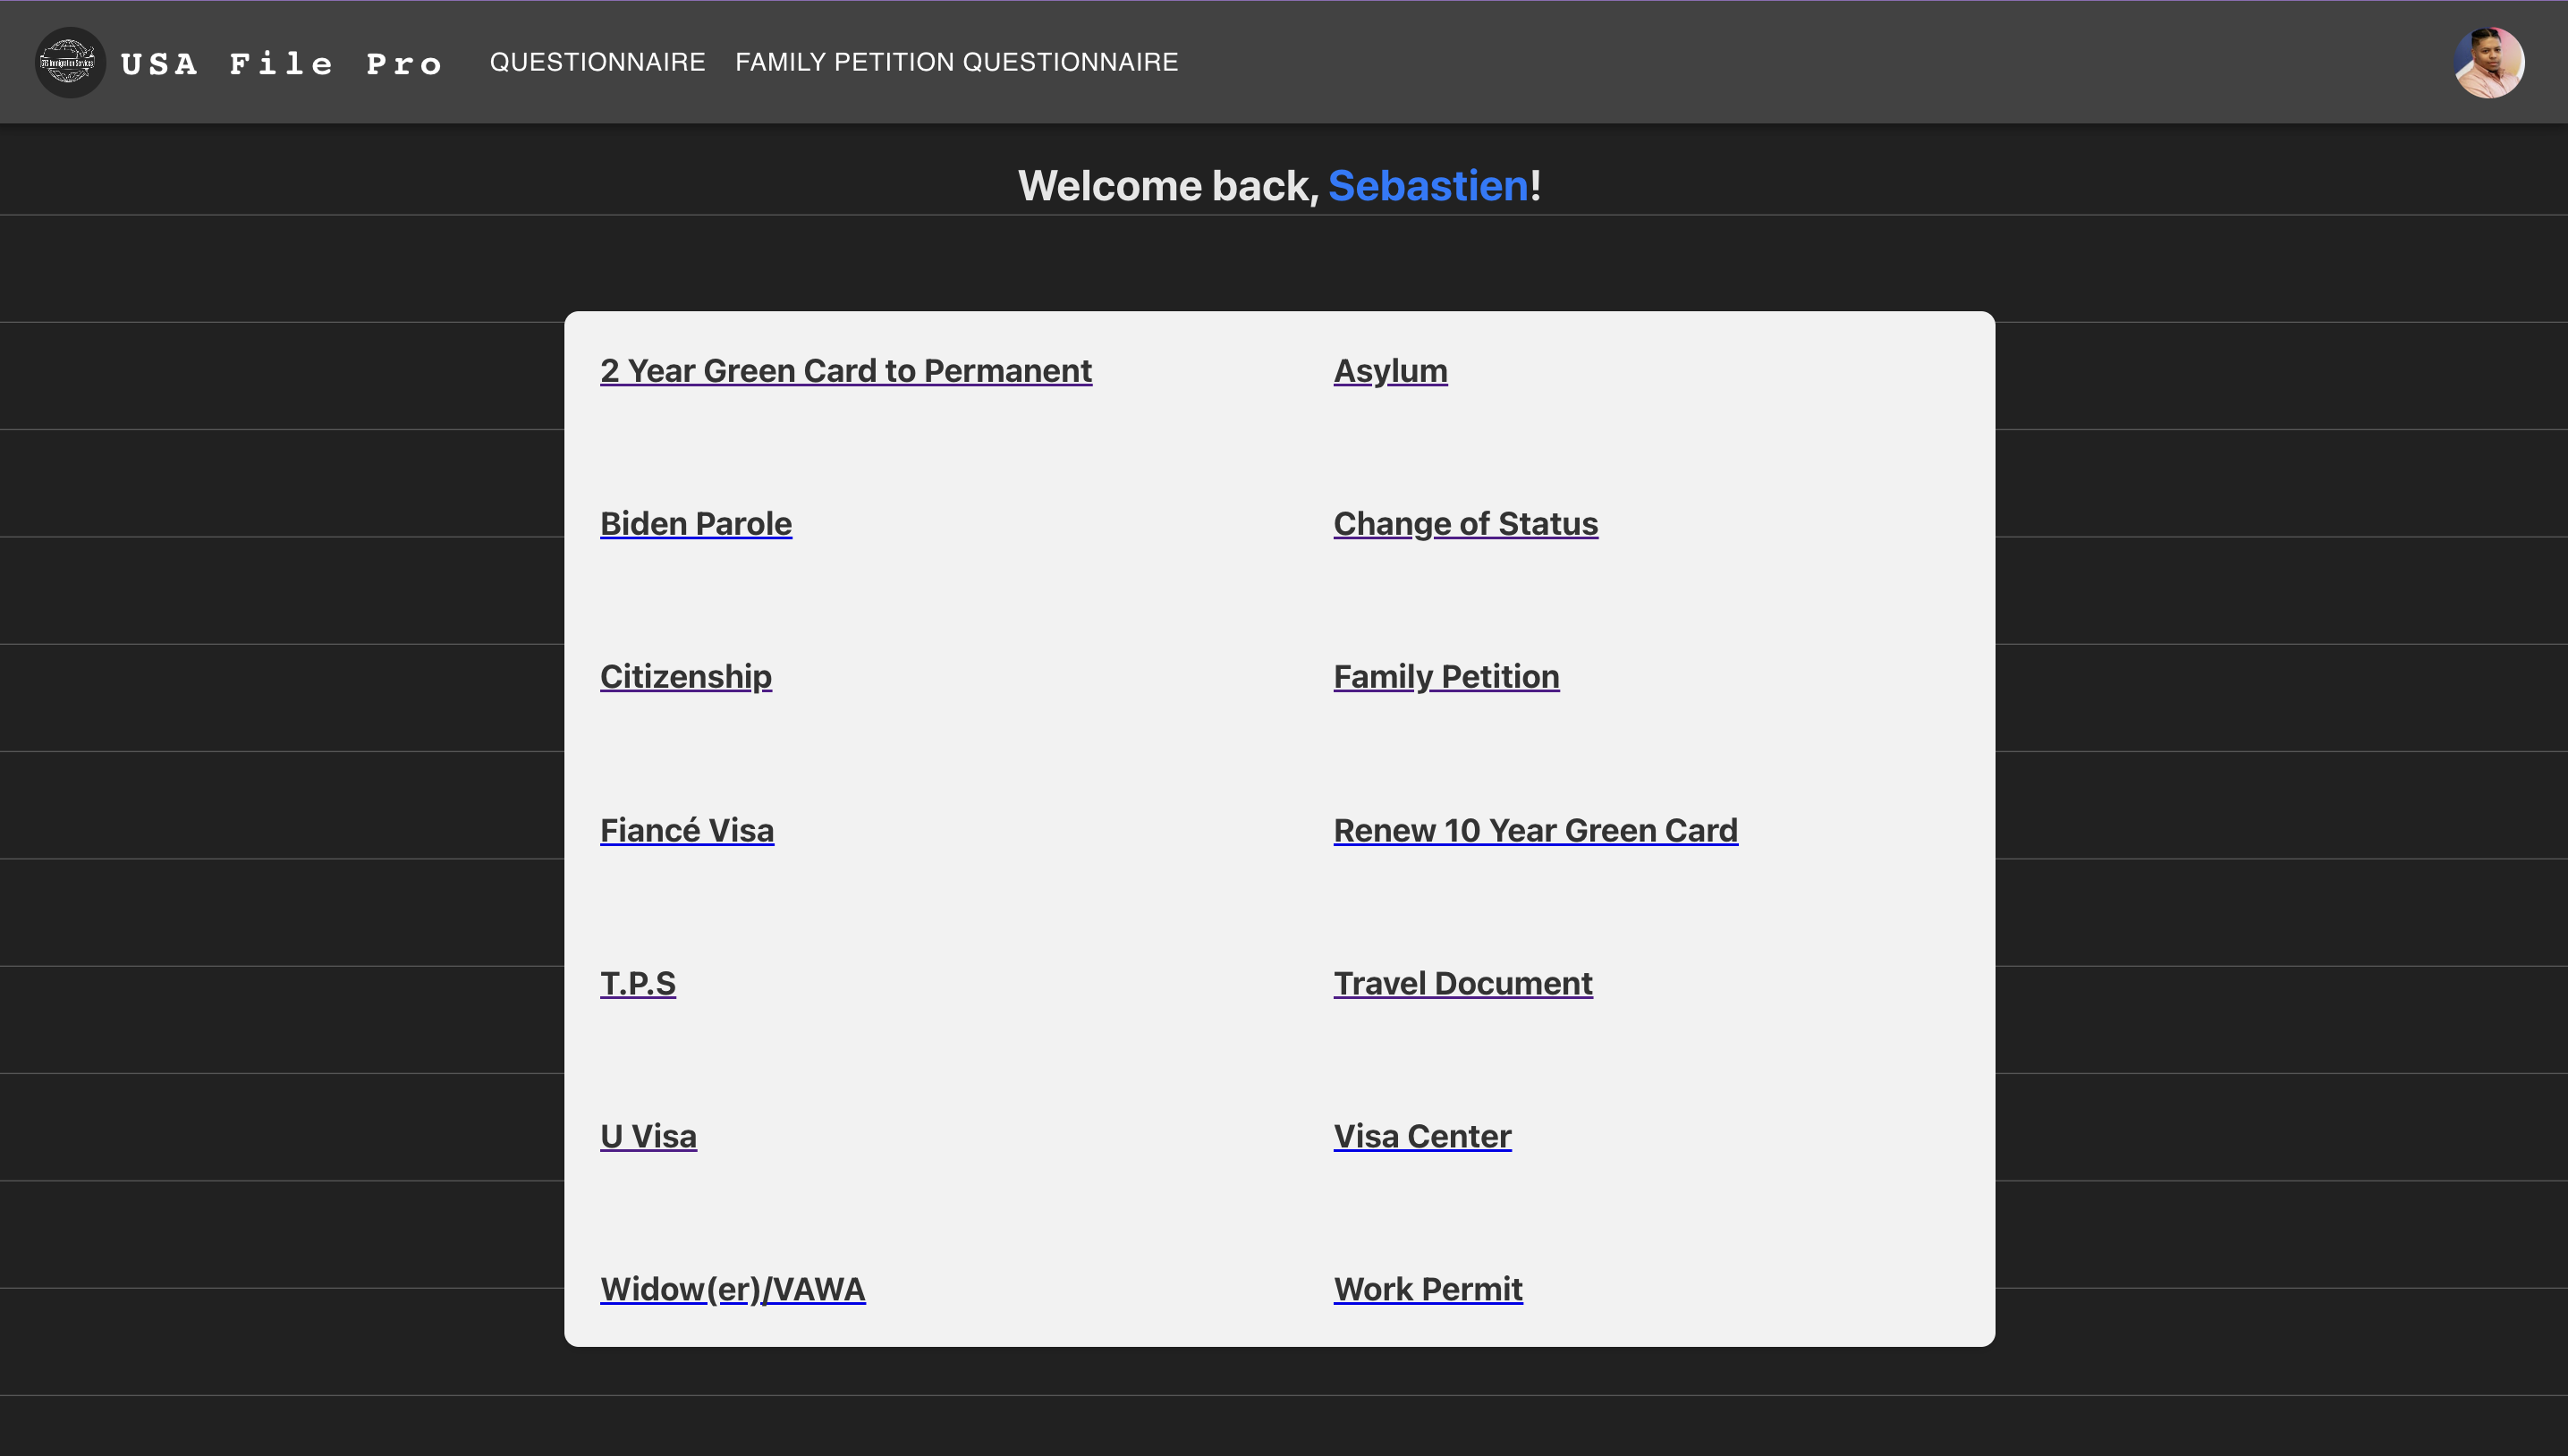 USA File Pro QUESTIONNAIRE FAMILY PETITION QUESTIONNAIRE
Welcome back, Sebastien!
2 Year Green Card to Permanent Asylum
Biden Parole Change of Status
Citizenship Family Petition
Fiancé Visa Renew 10 Year Green Card
T.P.S Travel Document
U Visa Visa Center
Widow(er)/VAWA Work Permit